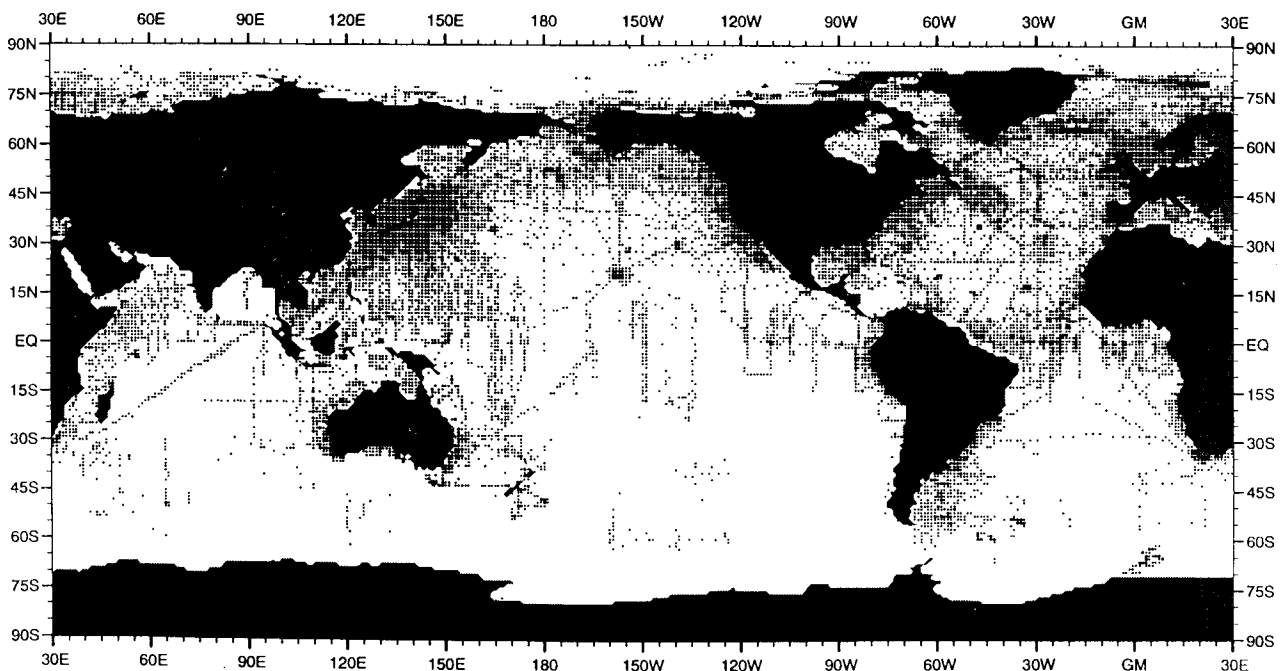 30E 60E 90E 120E 150E 180 150W 120W 90W 60W 30W GM 30E
90N 90N
75N 75N
60N 60N
45N 45N
30N 30N
15N 15N
EQ EQ
15S 15S
30S 30S
45S 45S
60S 60S
75S 75S
90S 90S
30E 60E 90E 120E 150E 180 150W 120W 90W 60W 30W GM 30E